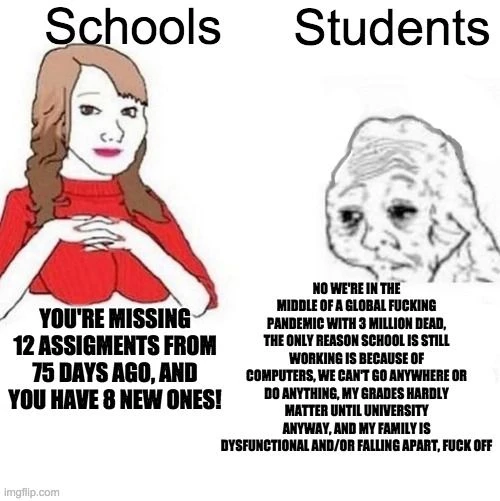 Schools
Students
YOU'RE MISSING
12 ASSIGMENTS FROM
75 DAYS AGO, AND
YOU HAVE 8 NEW ONES!
NO WE'RE IN THE
MIDDLE OF A GLOBAL FUCKING
PANDEMIC WITH 3 MILLION DEAD,
THE ONLY REASON SCHOOL IS STILL
WORKING IS BECAUSE OF
COMPUTERS, WE CAN'T GO ANYWHERE OR
DO ANYTHING, MY GRADES HARDLY
MATTER UNTIL UNIVERSITY
ANYWAY, AND MY FAMILY IS
DYSFUNCTIONAL AND/OR FALLING APART, FUCK OFF
imgflip.com